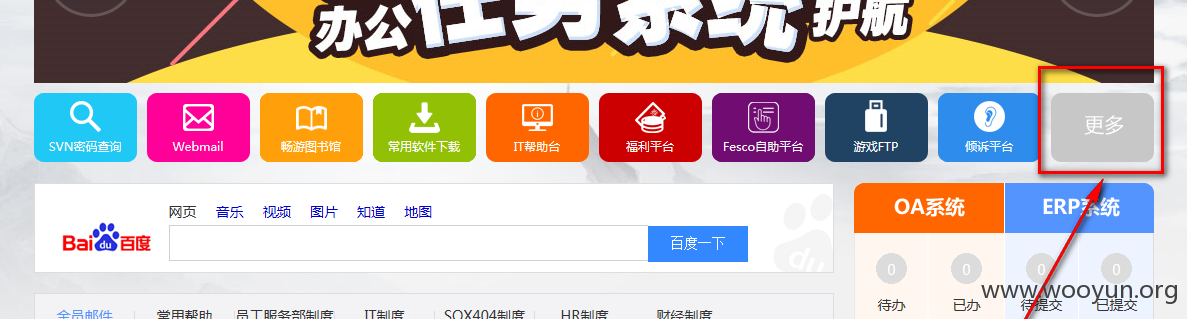 办公任务系统护航
SVN密码查询
Webmail
畅游图书馆
常用软件下载
IT帮助台
福利平台
Fesco自助平台
游戏FTP
倾诉平台
更多
网页 音乐 视频 图片 知道 地图
Bai du 百度
百度一下
OA系统
ERP系统
0 0 0 0
待办 已办 待提交 已提交
www.wooyun.org
全员邮件 常用帮助 员工服务部制度 IT制度 SOX404制度 HR制度 财经制度